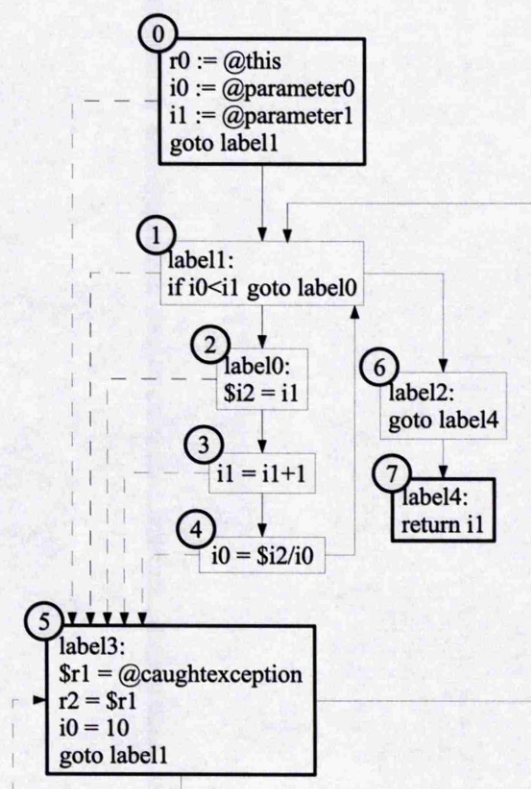 0
r0 := @this
i0 := @parameter0
i1 := @parameter1
goto label1
1
label1:
if i0<i1 goto label0
2
label0:
$i2 = i1
3
i1 = i1+1
4
i0 = $i2/i0
6
label2:
goto label4
7
label4:
return i1
5
label3:
$r1 = @caughtexception
r2 = $r1
i0 = 10
goto label1